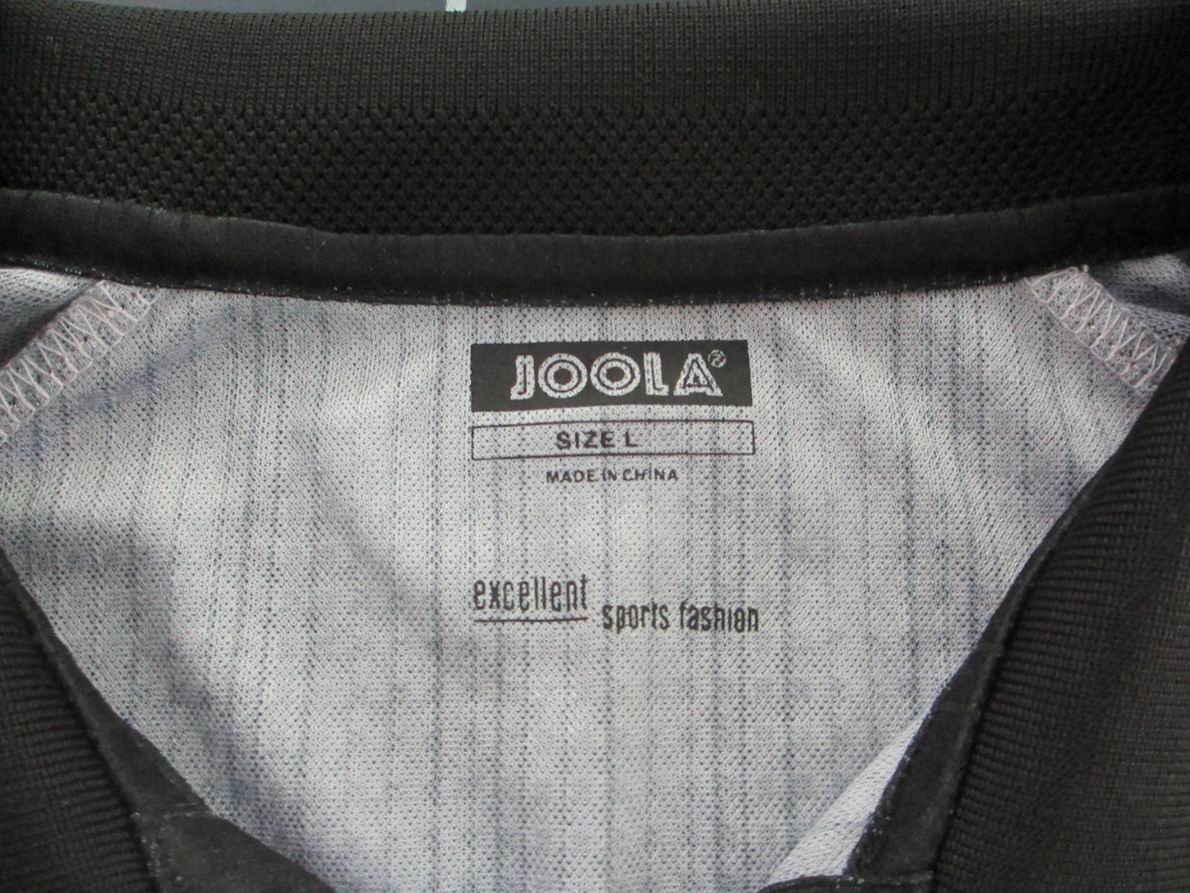 JOOLA®
SIZE L
MADE IN CHINA
excellent
sports fashion